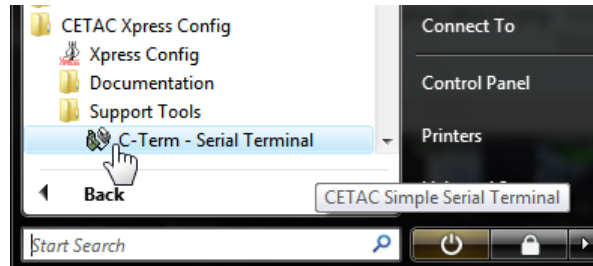 CETAC Xpress Config
Xpress Config
Documentation
Support Tools
C-Term - Serial Terminal
Back
Start Search
Connect To
Control Panel
Printers
CETAC Simple Serial Terminal